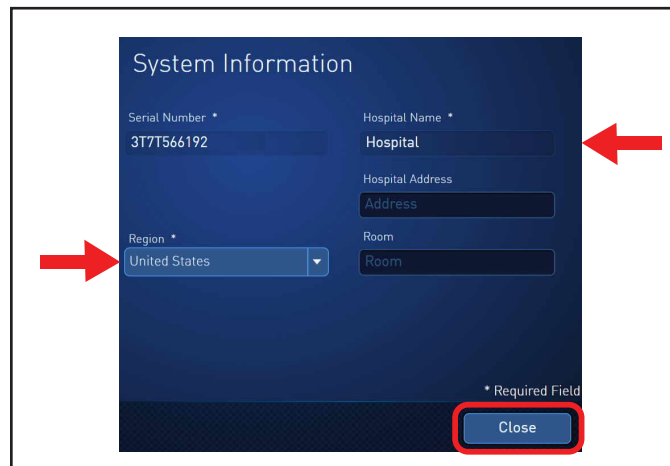 System Information
Serial Number *
3T7T566192
Hospital Name *
Hospital
Hospital Address
Address
Region *
United States
Room
Room
* Required Field
Close